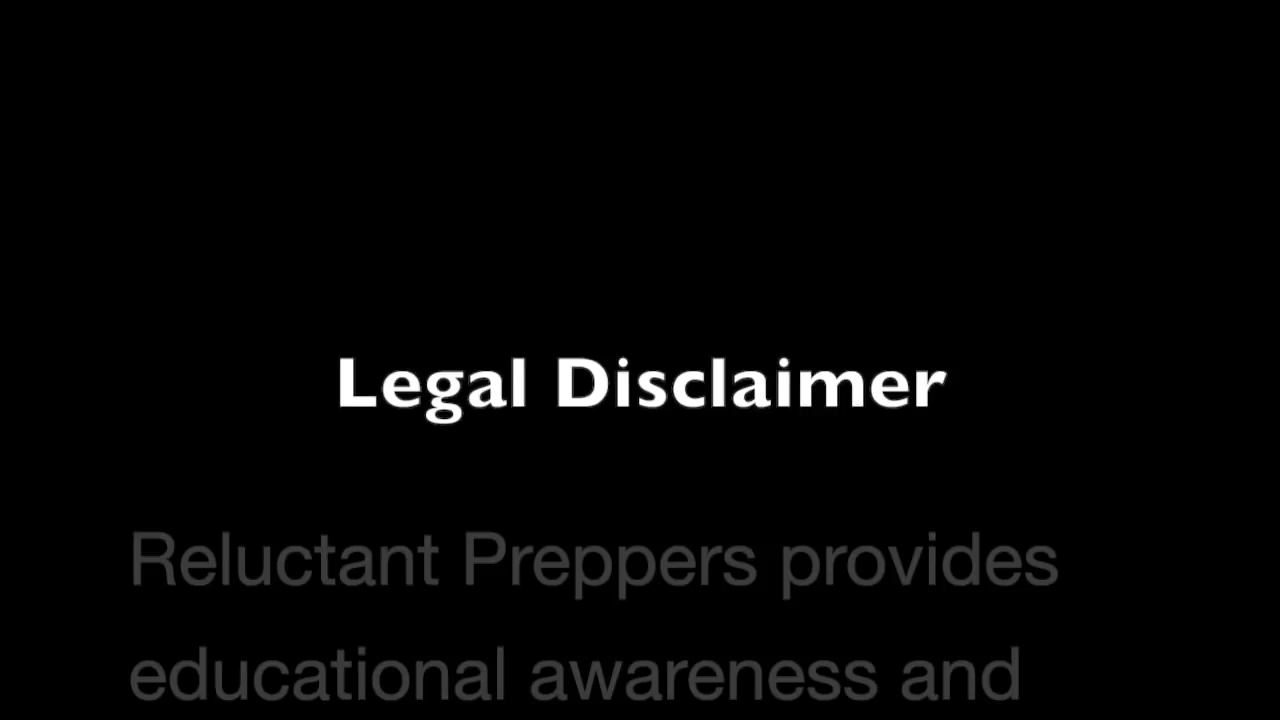 Legal Disclaimer
Reluctant Preppers provides
educational awareness and